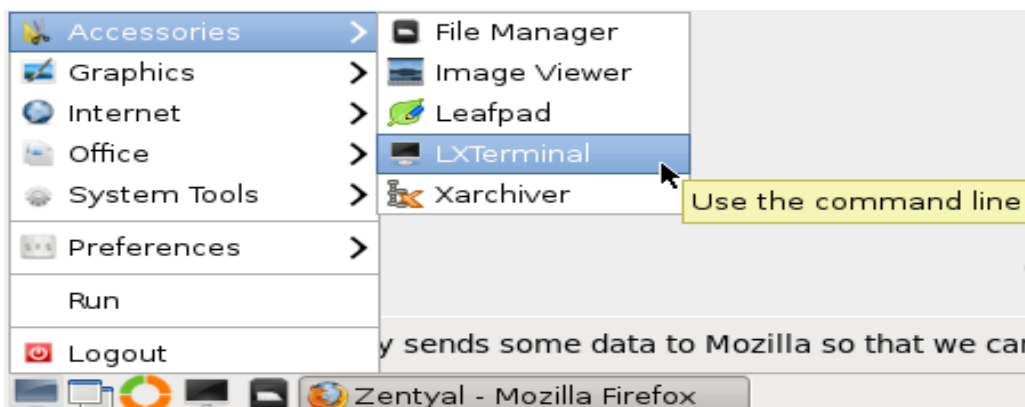 Accessories
Graphics
Internet
Office
System Tools
Preferences
Run
Logout
File Manager
Image Viewer
Leafpad
LXTerminal
Xarchiver
Use the command line
y sends some data to Mozilla so that we ca
Zentyal - Mozilla Firefox